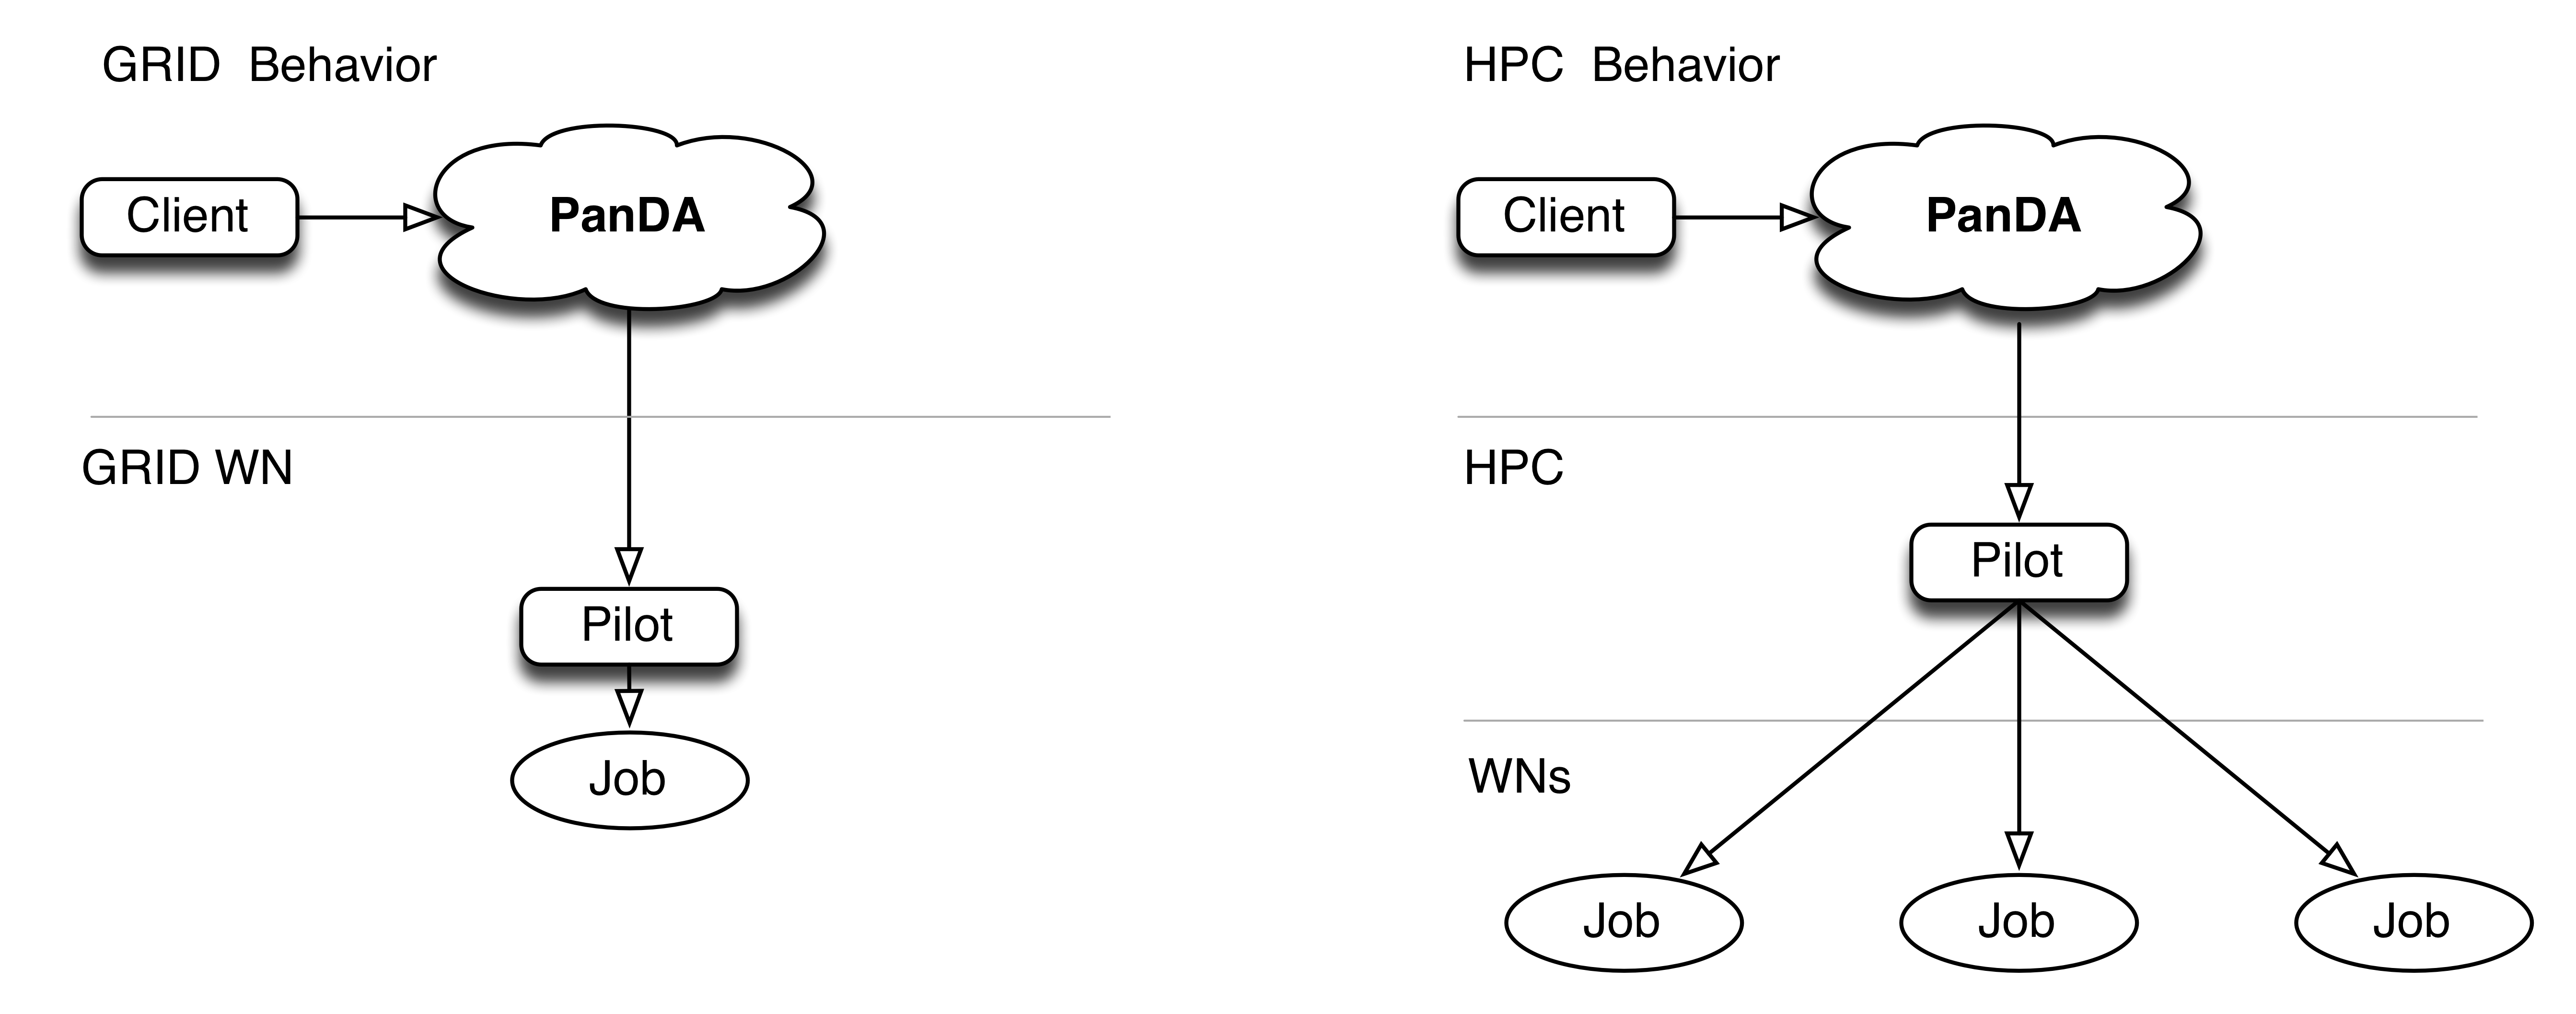 GRID Behavior
Client
PanDA
GRID WN
Pilot
Job
HPC Behavior
Client
PanDA
HPC
Pilot
WNs
Job
Job
Job